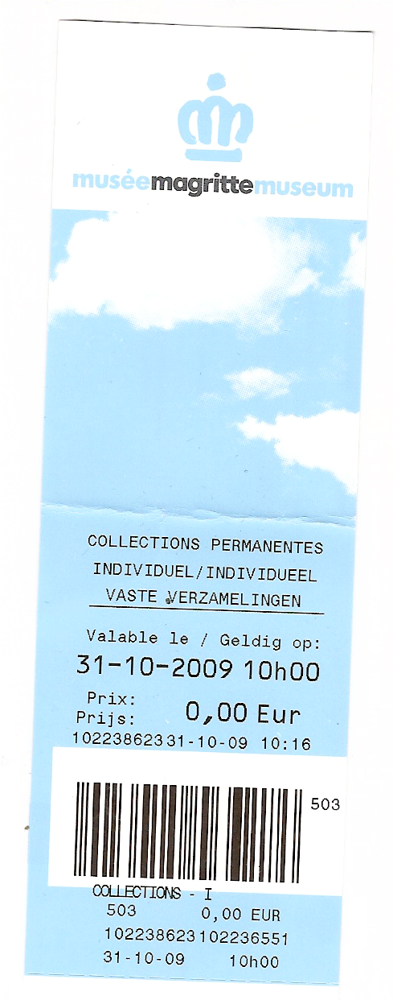 muséemagrittemuseum
COLLECTIONS PERMANENTES
INDIVIDUEL/INDIVIDUEEL
VASTE VERZAMELINGEN
Valable le / Geldig op:
31-10-2009 10h00
Prix:
Prijs: 0,00 Eur
10223862331-10-09 10:16
503
COLLECTIONS - I
503 0,00 EUR
102238623102236551
31-10-09 10h00